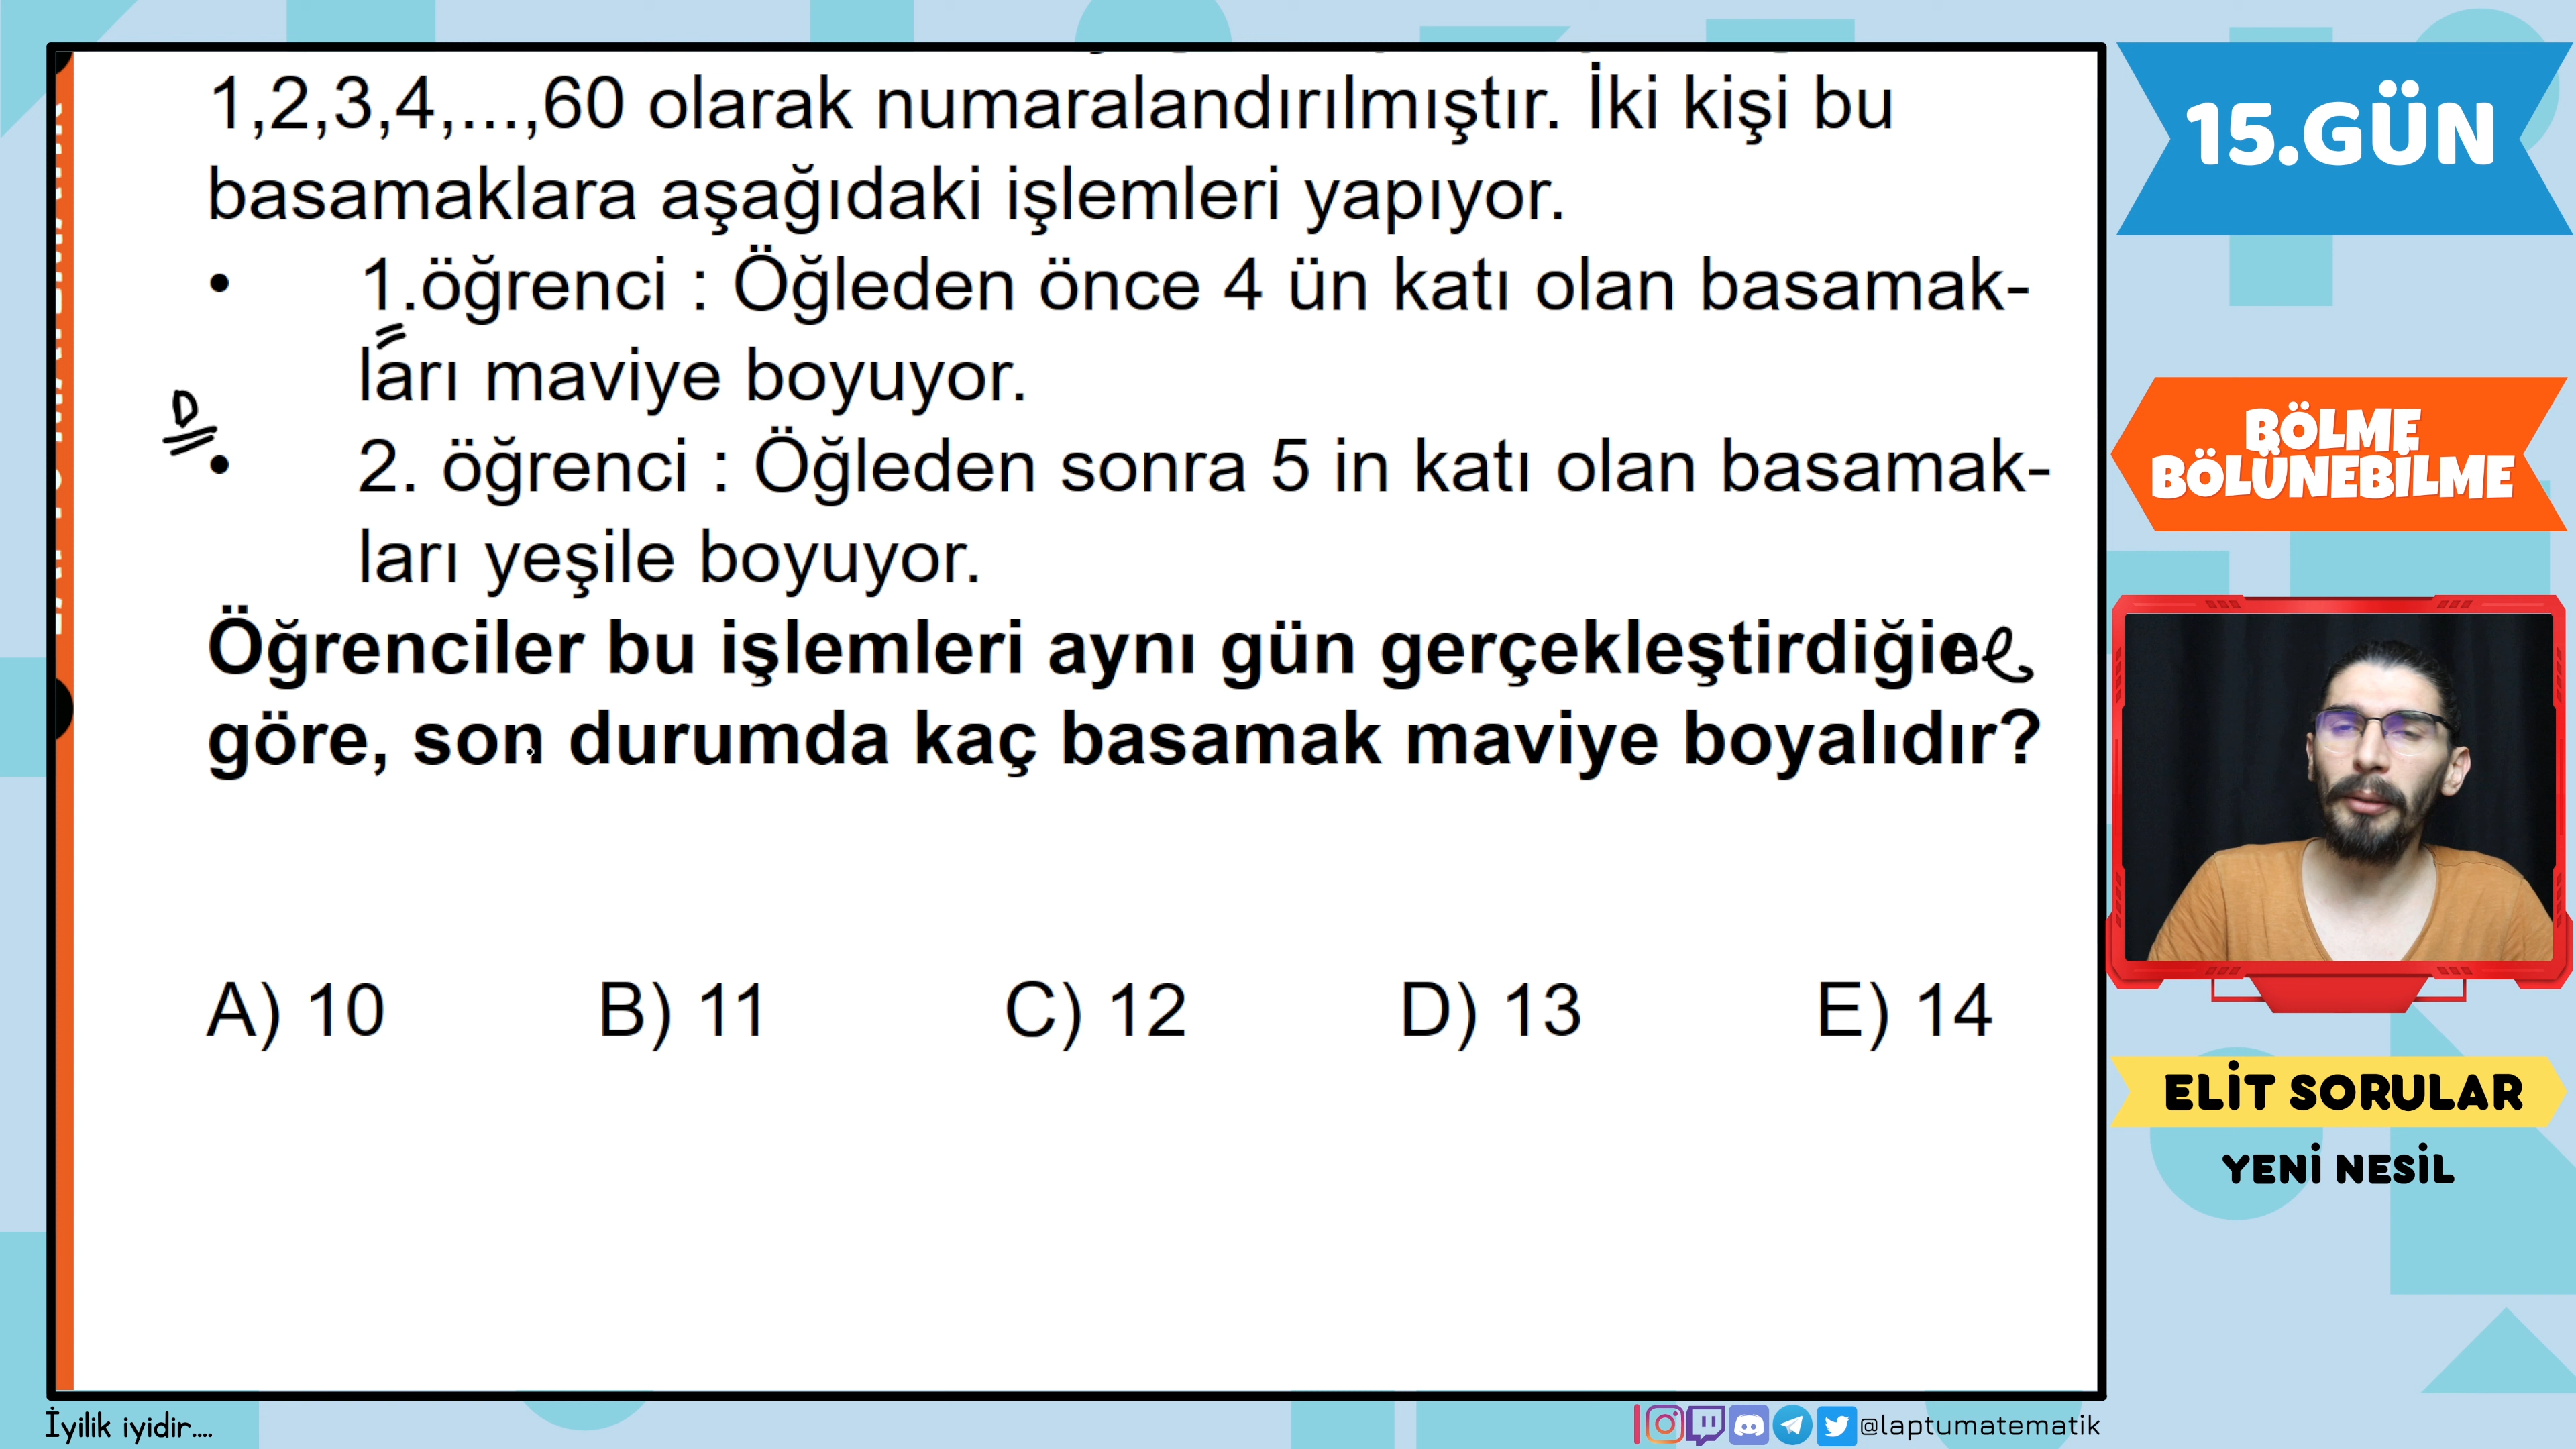 1,2,3,4,...,60 olarak numaralandırılmıştır. İki kişi bu
basamaklara aşağıdaki işlemleri yapıyor.
• 1.öğrenci : Öğleden önce 4 ün katı olan basamak-
ları maviye boyuyor.
• 2. öğrenci : Öğleden sonra 5 in katı olan basamak-
ları yeşile boyuyor.
Öğrenciler bu işlemleri aynı gün gerçekleştirdiğine
göre, son durumda kaç basamak maviye boyalıdır?
A) 10 B) 11 C) 12 D) 13 E) 14
15.GÜN
BÖLME
BÖLÜNEBİLME
ELİT SORULAR
YENİ NESİL
İyilik iyidir....
@laptumatematik